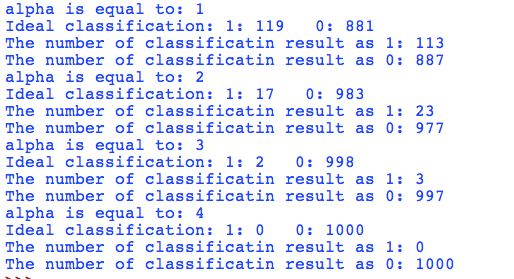 alpha is equal to: 1
Ideal classification: 1: 119   0: 881
The number of classificatin result as 1: 113
The number of classificatin result as 0: 887
alpha is equal to: 2
Ideal classification: 1: 17   0: 983
The number of classificatin result as 1: 23
The number of classificatin result as 0: 977
alpha is equal to: 3
Ideal classification: 1: 2   0: 998
The number of classificatin result as 1: 3
The number of classificatin result as 0: 997
alpha is equal to: 4
Ideal classification: 1: 0   0: 1000
The number of classificatin result as 1: 0
The number of classificatin result as 0: 1000